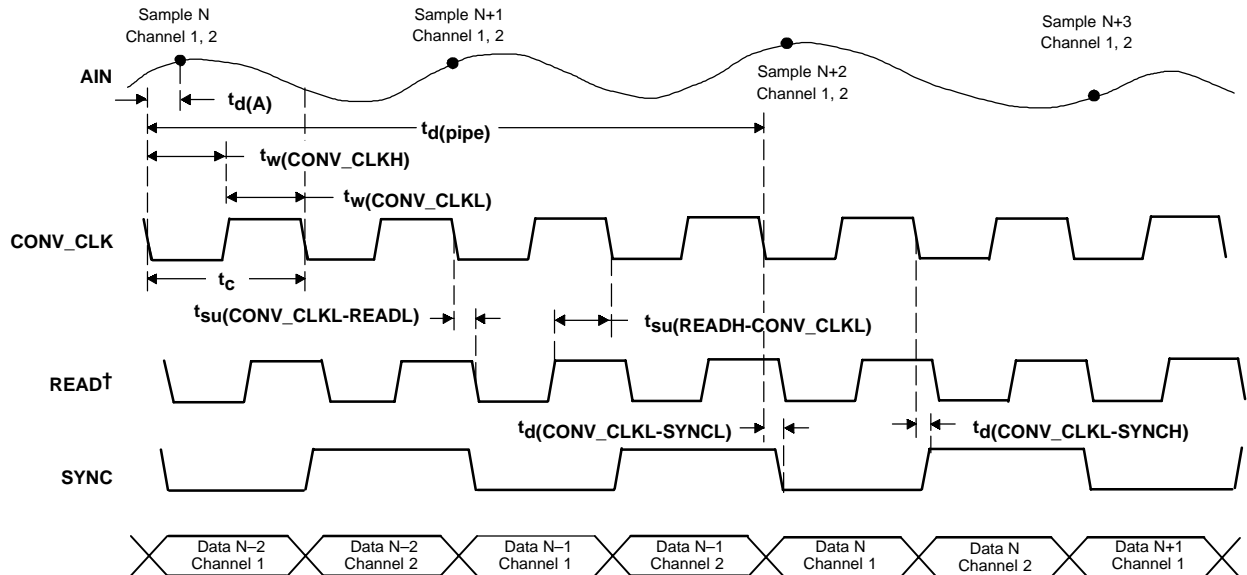 Sample N
Channel 1, 2
Sample N+1
Channel 1, 2
Sample N+3
Channel 1, 2
AIN
Sample N+2
Channel 1, 2
td(A)
td(pipe)
tw(CONV_CLKH)
tw(CONV_CLKL)
CONV_CLK
tc
tsu(CONV_CLKL-READL)
tsu(READH-CONV_CLKL)
READ†
td(CONV_CLKL-SYNCL)
td(CONV_CLKL-SYNCH)
SYNC
Data N–2
Channel 1
Data N–2
Channel 2
Data N–1
Channel 1
Data N–1
Channel 2
Data N
Channel 1
Data N
Channel 2
Data N+1
Channel 1